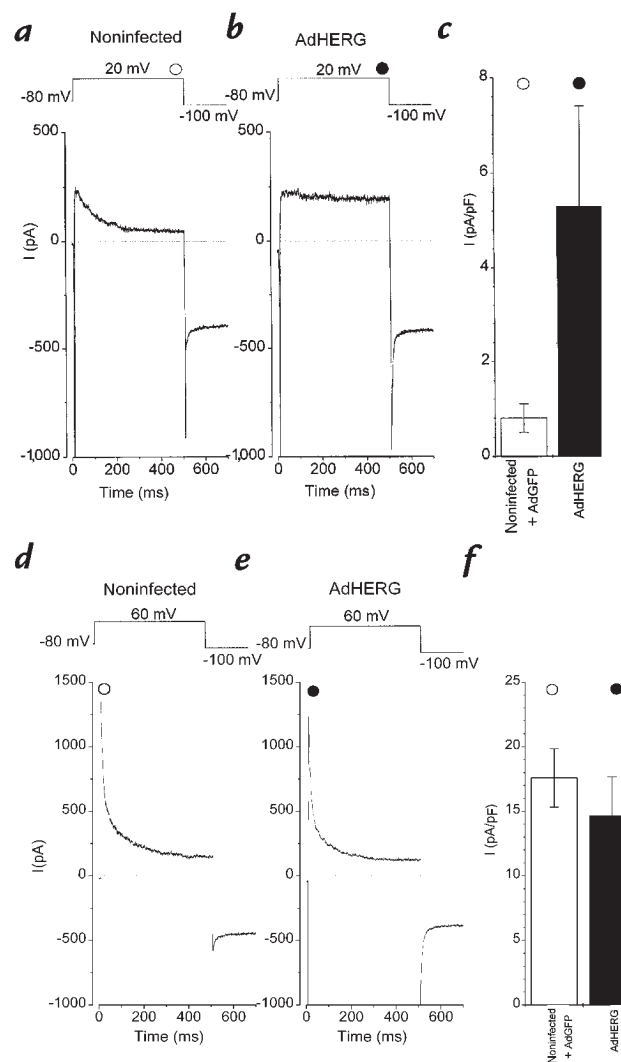 a
Noninfected
20 mV
-80 mV
-100 mV
500
0
-500
-1,000
I (pA)
0 200 400 600
Time (ms)
b
AdHERG
20 mV
-80 mV
-100 mV
500
0
-500
-1,000
0 200 400 600
Time (ms)
c
8
6
4
2
0
I (pA/pF)
Noninfected
+ AdGFP
AdHERG
d
Noninfected
60 mV
-80 mV
-100 mV
1500
1000
500
0
-500
-1000
I(pA)
0 200 400 600
Time (ms)
e
AdHERG
60 mV
-80 mV
-100 mV
1500
1000
500
0
-500
-1000
0 200 400 600
Time (ms)
f
25
20
15
10
5
0
I (pA/pF)
Noninfected
+ AdGFP
AdHERG